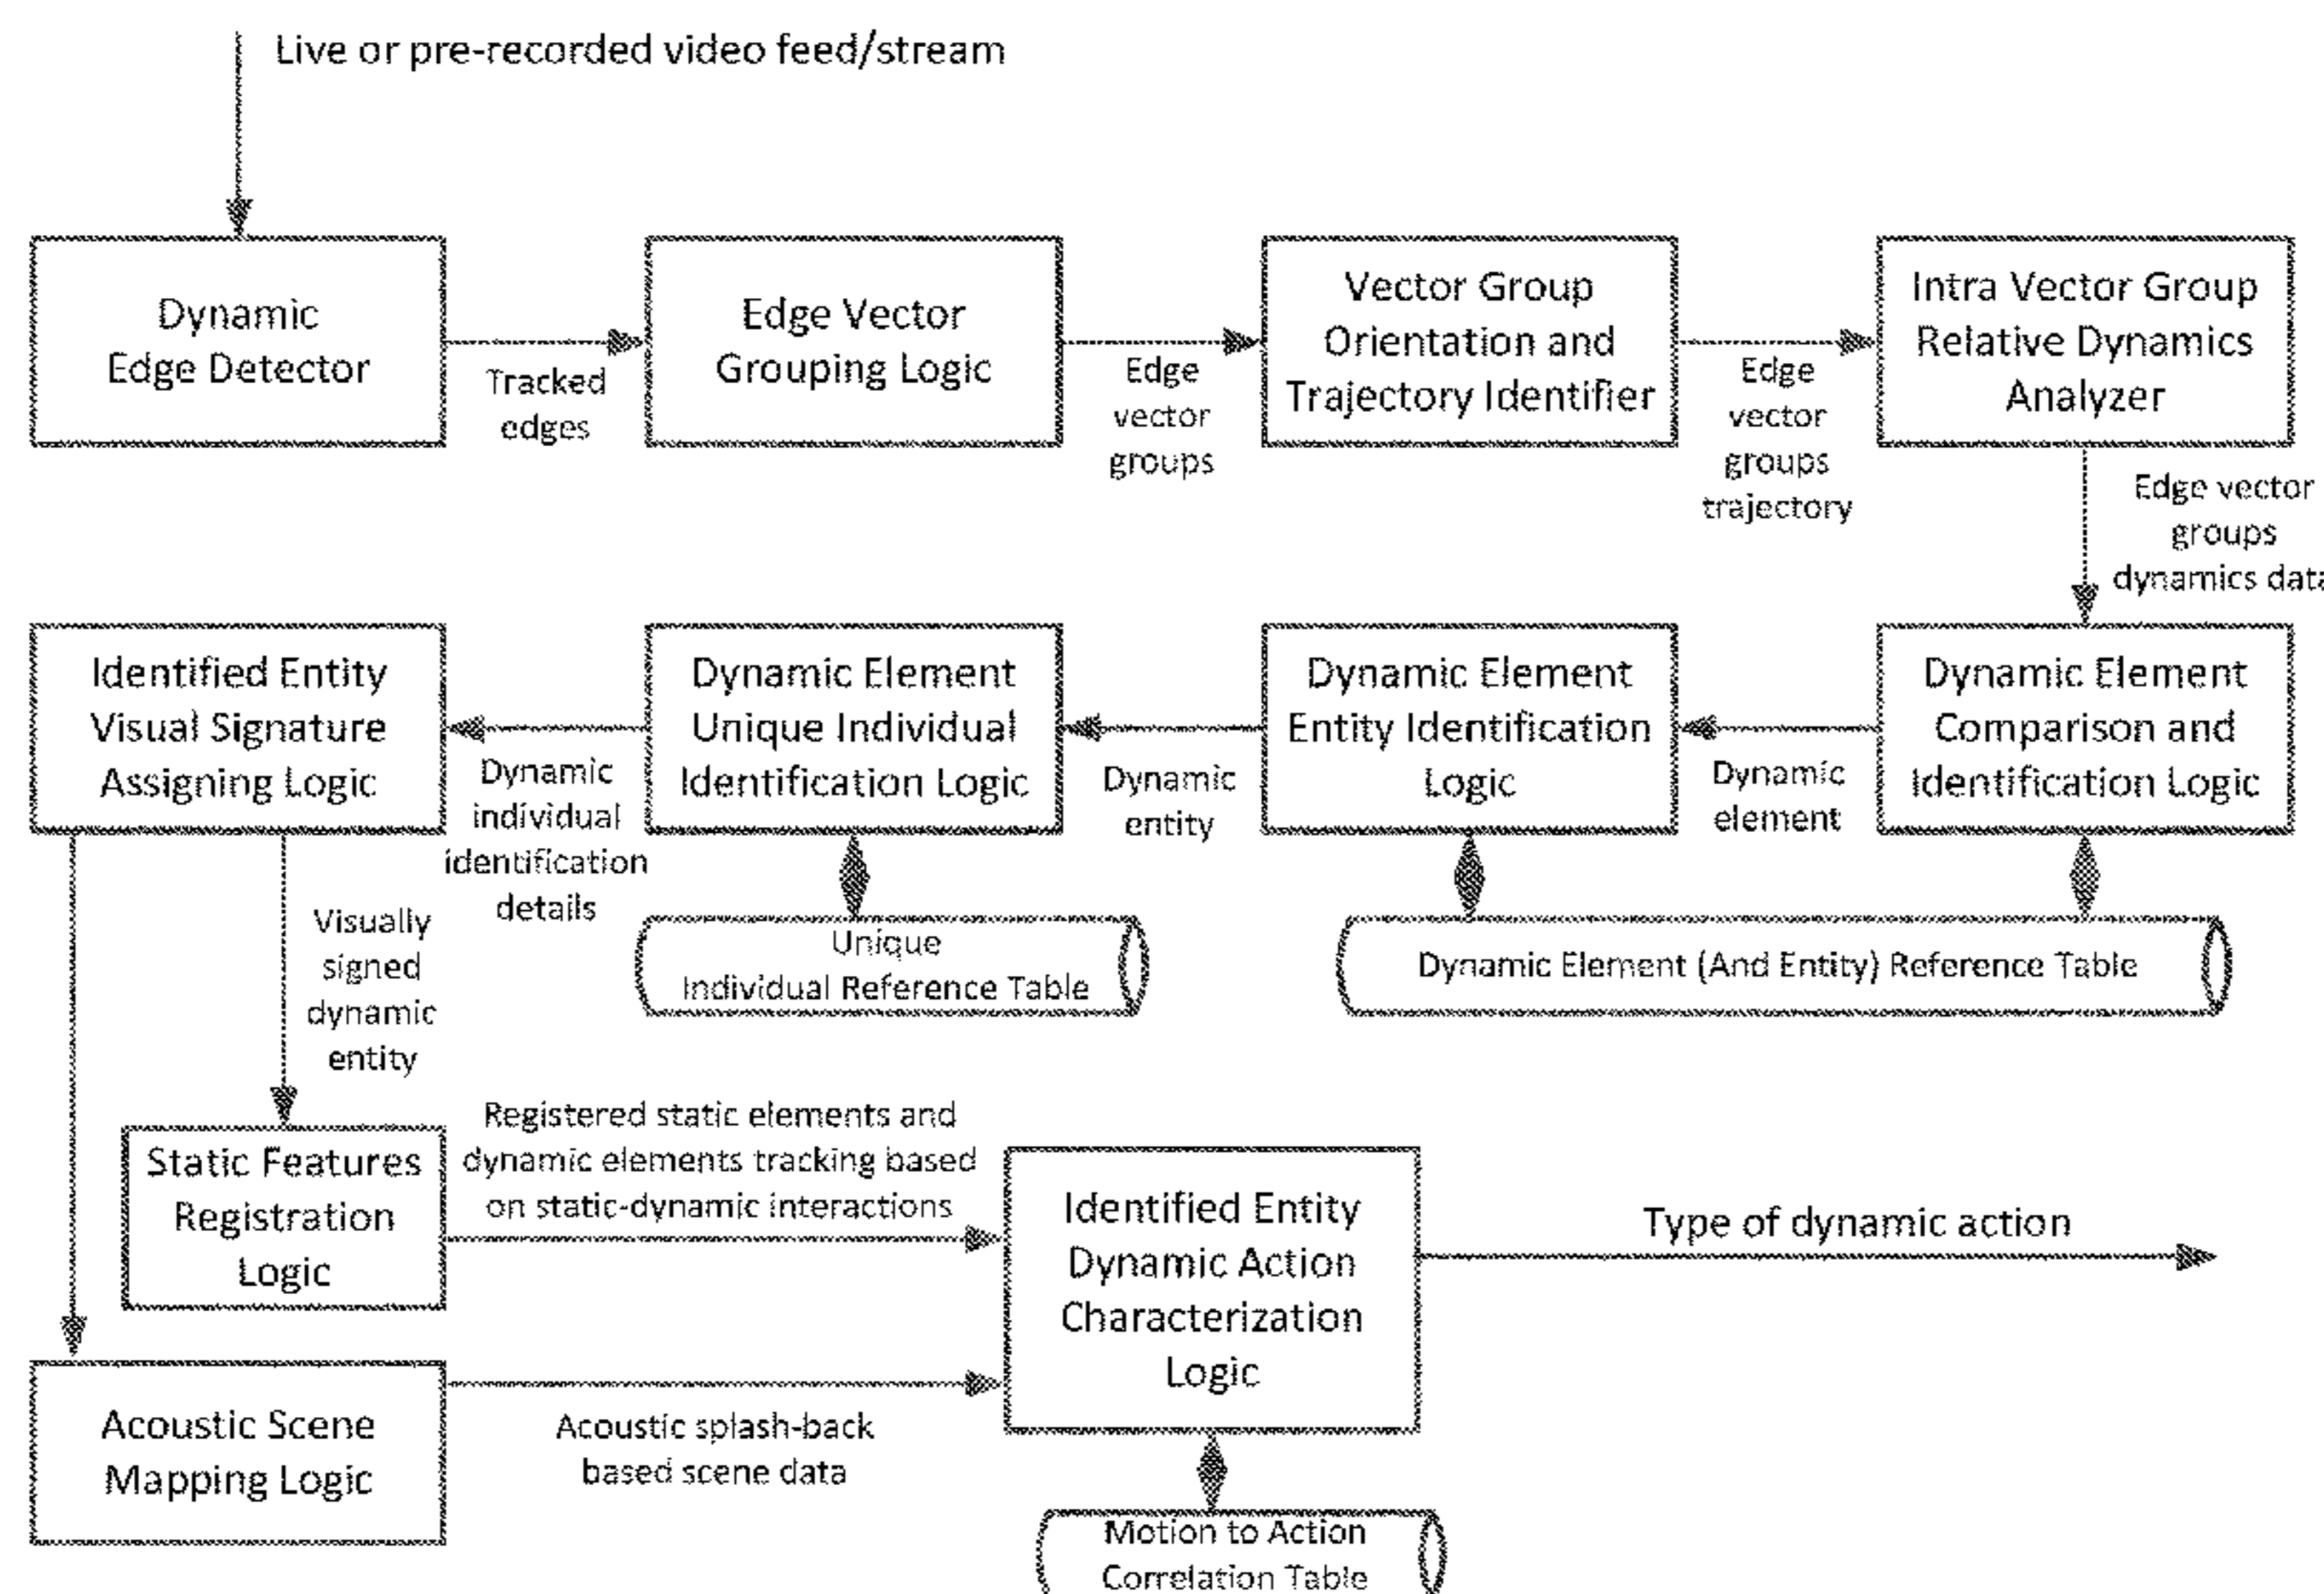 Live or pre-recorded video feed/stream
Dynamic
Edge Detector
Tracked
edges
Edge Vector
Grouping Logic
Edge
vector
groups
Vector Group
Orientation and
Trajectory Identifier
Edge
vector
groups
trajectory
Intra Vector Group
Relative Dynamics
Analyzer
Edge vector
groups
dynamics data
Dynamic Element
Comparison and
Identification Logic
Dynamic
element
Dynamic Element
Entity Identification
Logic
Dynamic
entity
Dynamic Element
Unique Individual
Identification Logic
Dynamic
individual
identification
details
Identified Entity
Visual Signature
Assigning Logic
Unique
Individual Reference Table
Dynamic Element (And Entity) Reference Table
Visually
signed
dynamic
entity
Static Features
Registration
Logic
Registered static elements and
dynamic elements tracking based
on static-dynamic interactions
Identified Entity
Dynamic Action
Characterization
Logic
Type of dynamic action
Acoustic Scene
Mapping Logic
Acoustic splash-back
based scene data
Motion to Action
Correlation Table